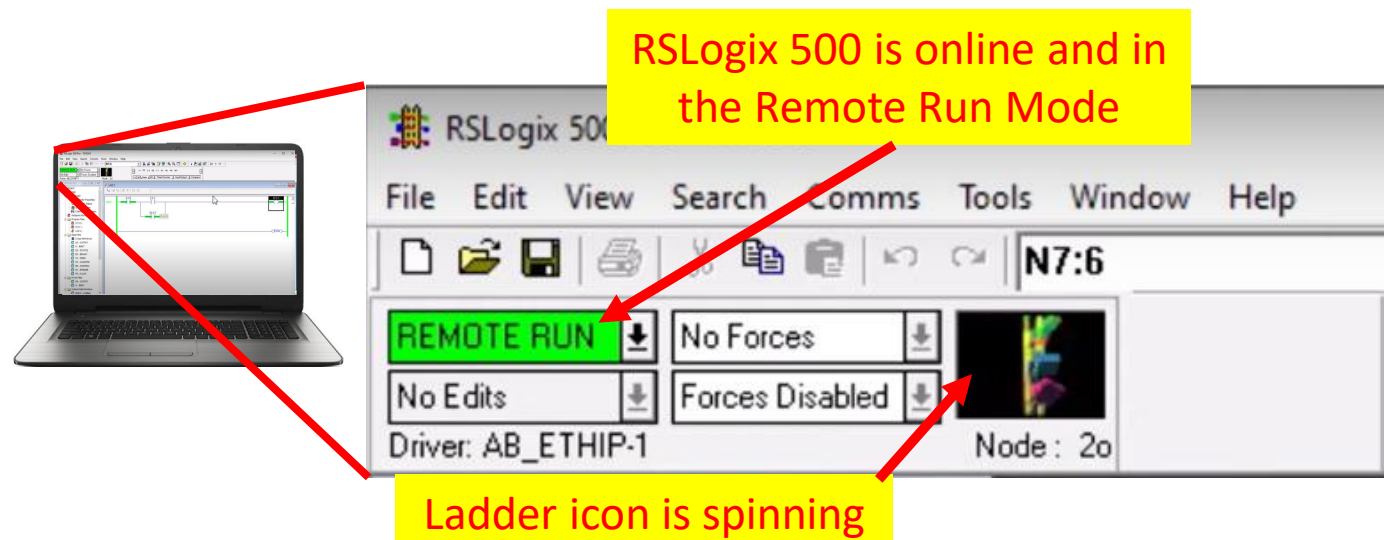 RSLogix 500 is online and in
the Remote Run Mode
RSLogix 500
File Edit View Search Comms Tools Window Help
N7:6
REMOTE RUN No Forces
No Edits Forces Disabled
Driver: AB_ETHIP-1 Node : 2o
Ladder icon is spinning